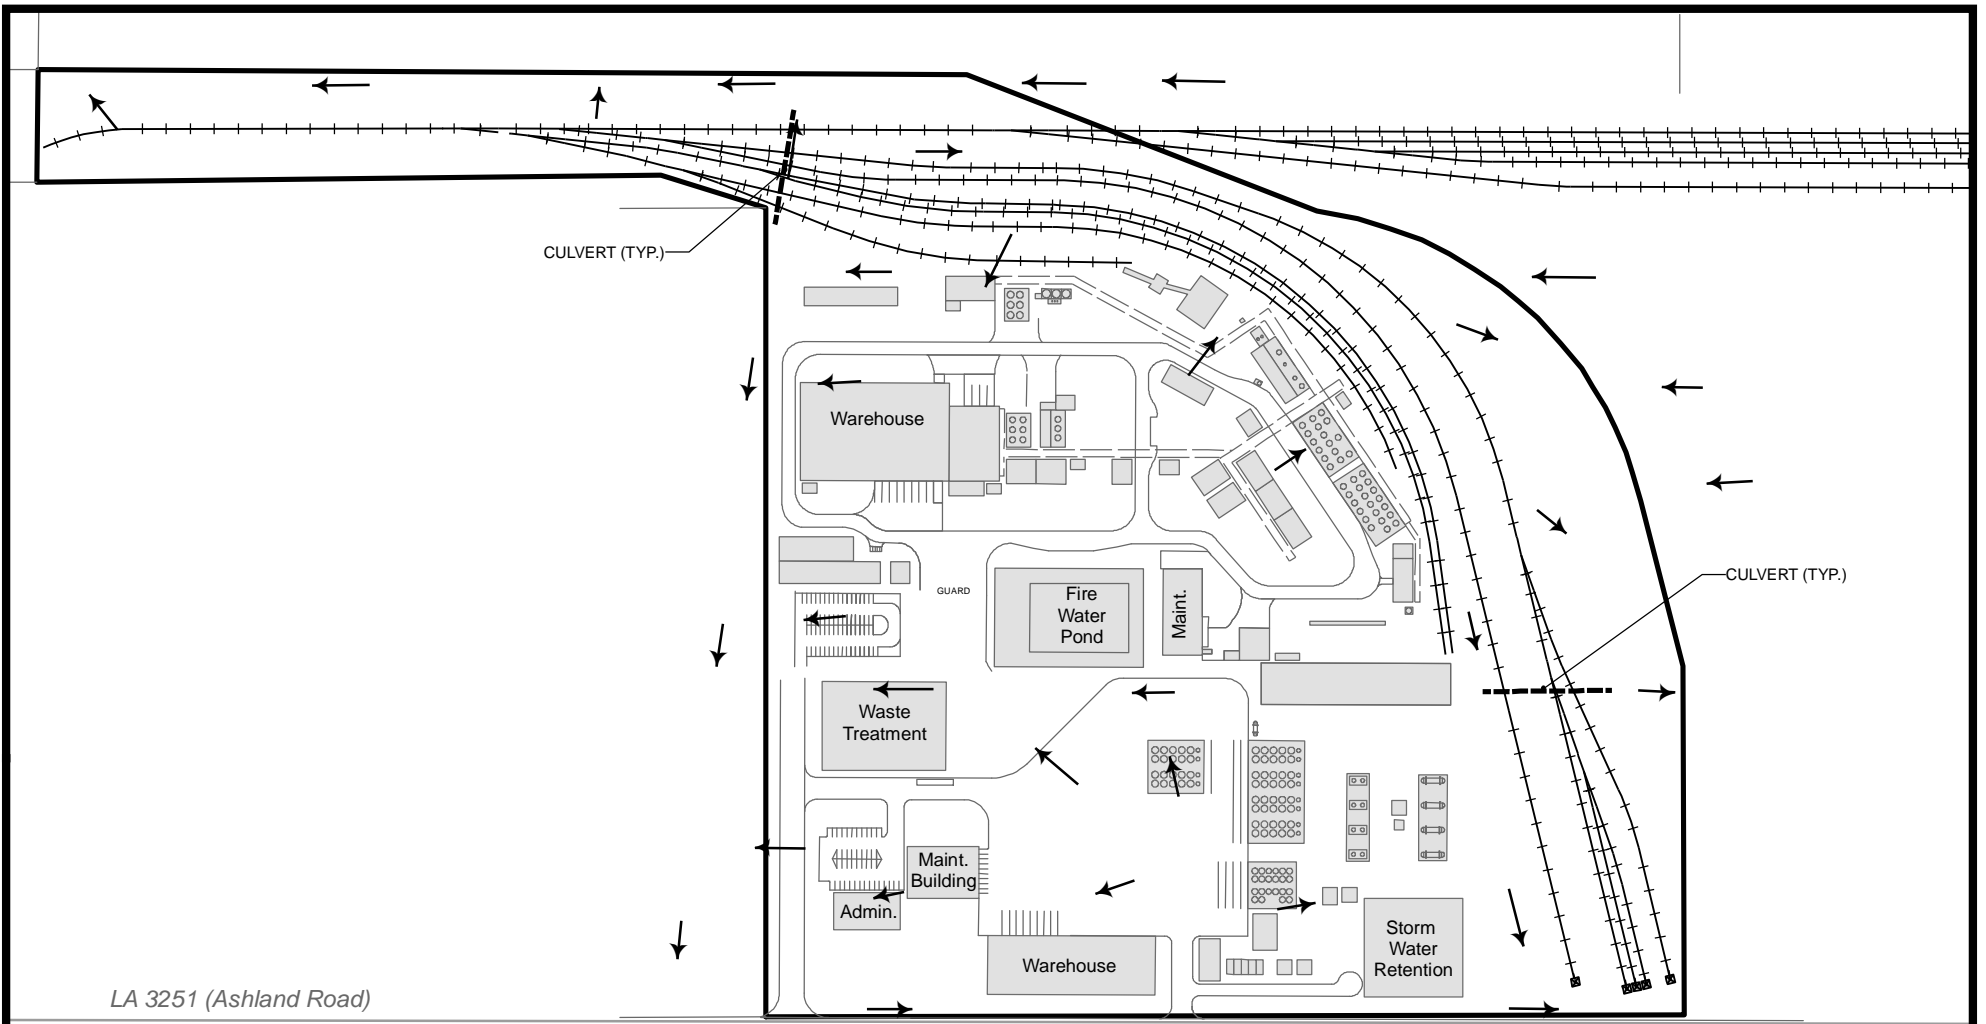 CULVERT (TYP.)
Warehouse
CULVERT (TYP.)
GUARD
Fire
Water
Pond
Maint.
Waste
Treatment
Maint.
Building
Admin.
Storm
Water
Retention
Warehouse
LA 3251 (Ashland Road)